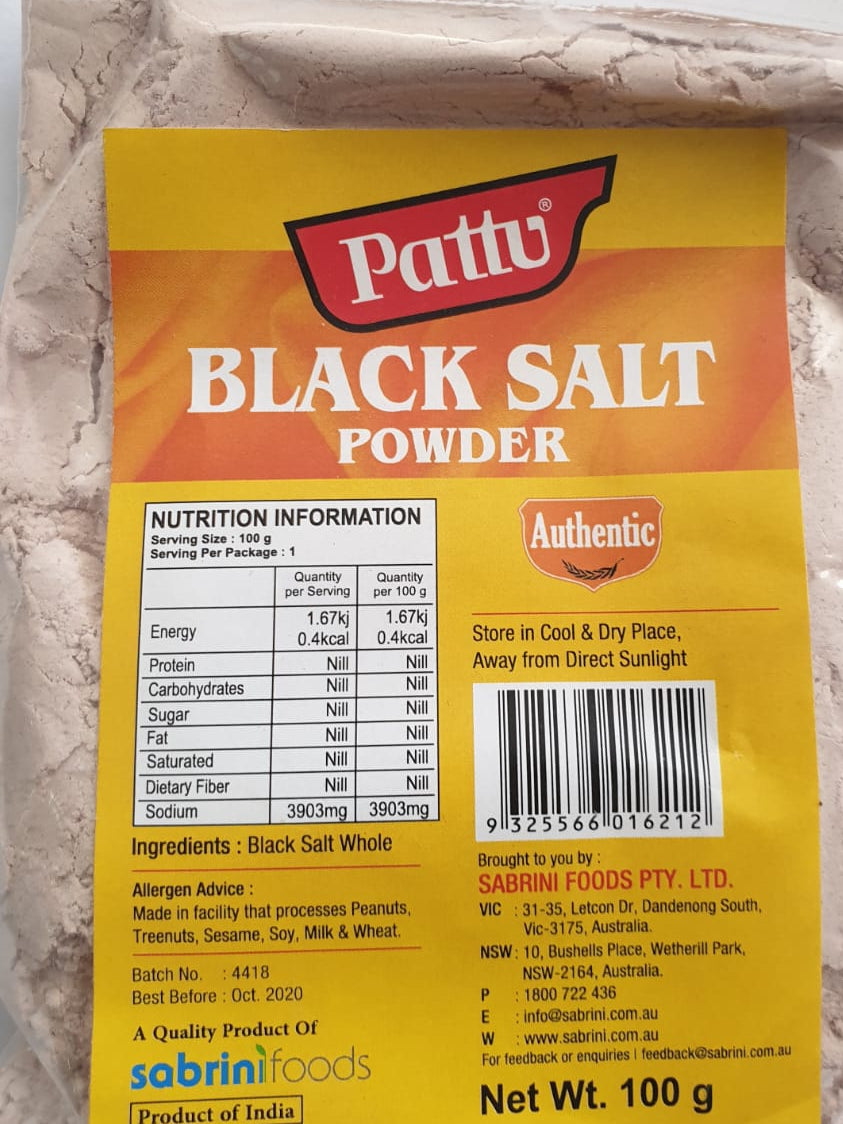 Pattu®
BLACK SALT
POWDER
NUTRITION INFORMATION
Serving Size : 100 g
Serving Per Package : 1
Quantity per Serving Quantity per 100 g
Energy 1.67kj 0.4kcal 1.67kj 0.4kcal
Protein Nill Nill
Carbohydrates Nill Nill
Sugar Nill Nill
Fat Nill Nill
Saturated Nill Nill
Dietary Fiber Nill Nill
Sodium 3903mg 3903mg
Ingredients : Black Salt Whole
Allergen Advice :
Made in facility that processes Peanuts,
Treenuts, Sesame, Soy, Milk & Wheat.
Batch No. : 4418
Best Before : Oct. 2020
A Quality Product Of
sabrinifoods
Product of India
Authentic
Store in Cool & Dry Place,
Away from Direct Sunlight
9 325566 016212
Brought to you by :
SABRINI FOODS PTY. LTD.
VIC : 31-35, Letcon Dr, Dandenong South,
Vic-3175, Australia.
NSW : 10, Bushells Place, Wetherill Park,
NSW-2164, Australia.
P : 1800 722 436
E : info@sabrini.com.au
W : www.sabrini.com.au
For feedback or enquiries | feedback@sabrini.com.au
Net Wt. 100 g